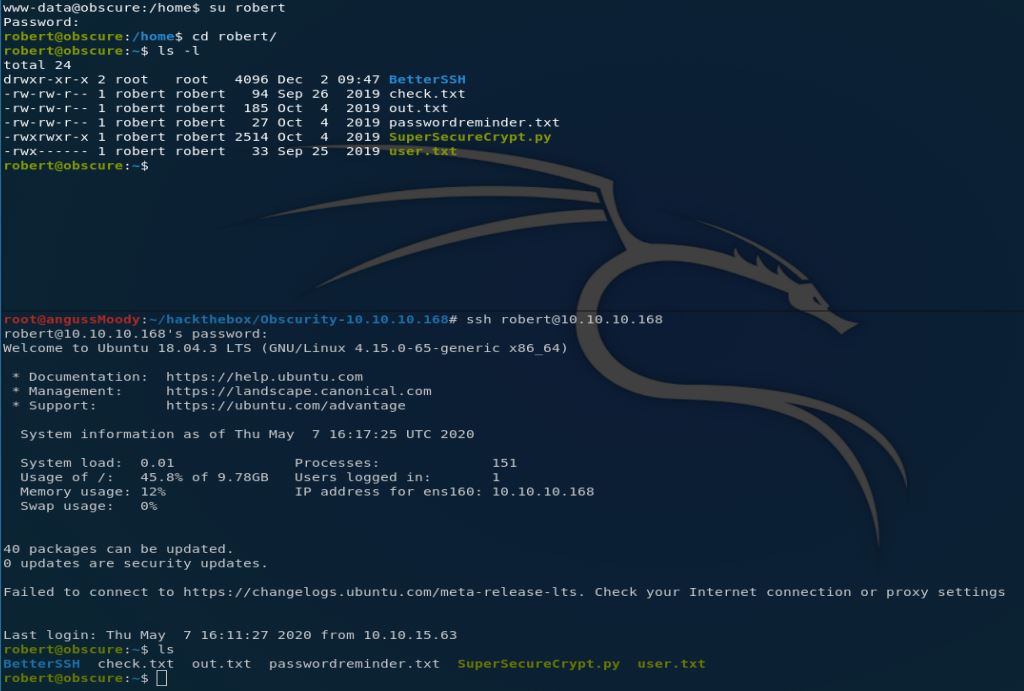 www-data@obscure:/home$ su robert
Password:
robert@obscure:/home$ cd robert/
robert@obscure:~$ ls -l
total 24
drwxr-xr-x 2 root   root   4096 Dec  2 09:47 BetterSSH
-rw-rw-r-- 1 robert robert   94 Sep 26  2019 check.txt
-rw-rw-r-- 1 robert robert  185 Oct  4  2019 out.txt
-rw-rw-r-- 1 robert robert   27 Oct  4  2019 passwordreminder.txt
-rwxrwxr-x 1 robert robert 2514 Oct  4  2019 SuperSecureCrypt.py
-rwx------ 1 robert robert   33 Sep 25  2019 user.txt
robert@obscure:~$
root@angussMoody:~/hackthebox/Obscurity-10.10.10.168# ssh robert@10.10.10.168
robert@10.10.10.168's password:
Welcome to Ubuntu 18.04.3 LTS (GNU/Linux 4.15.0-65-generic x86_64)
 * Documentation:  https://help.ubuntu.com
 * Management:     https://landscape.canonical.com
 * Support:        https://ubuntu.com/advantage
  System information as of Thu May  7 16:17:25 UTC 2020
  System load:  0.01              Processes:             151
  Usage of /:   45.8% of 9.78GB   Users logged in:       1
  Memory usage: 12%               IP address for ens160: 10.10.10.168
  Swap usage:   0%
40 packages can be updated.
0 updates are security updates.
Failed to connect to https://changelogs.ubuntu.com/meta-release-lts. Check your Internet connection or proxy settings
Last login: Thu May  7 16:11:27 2020 from 10.10.15.63
robert@obscure:~$ ls
BetterSSH  check.txt  out.txt  passwordreminder.txt  SuperSecureCrypt.py  user.txt
robert@obscure:~$